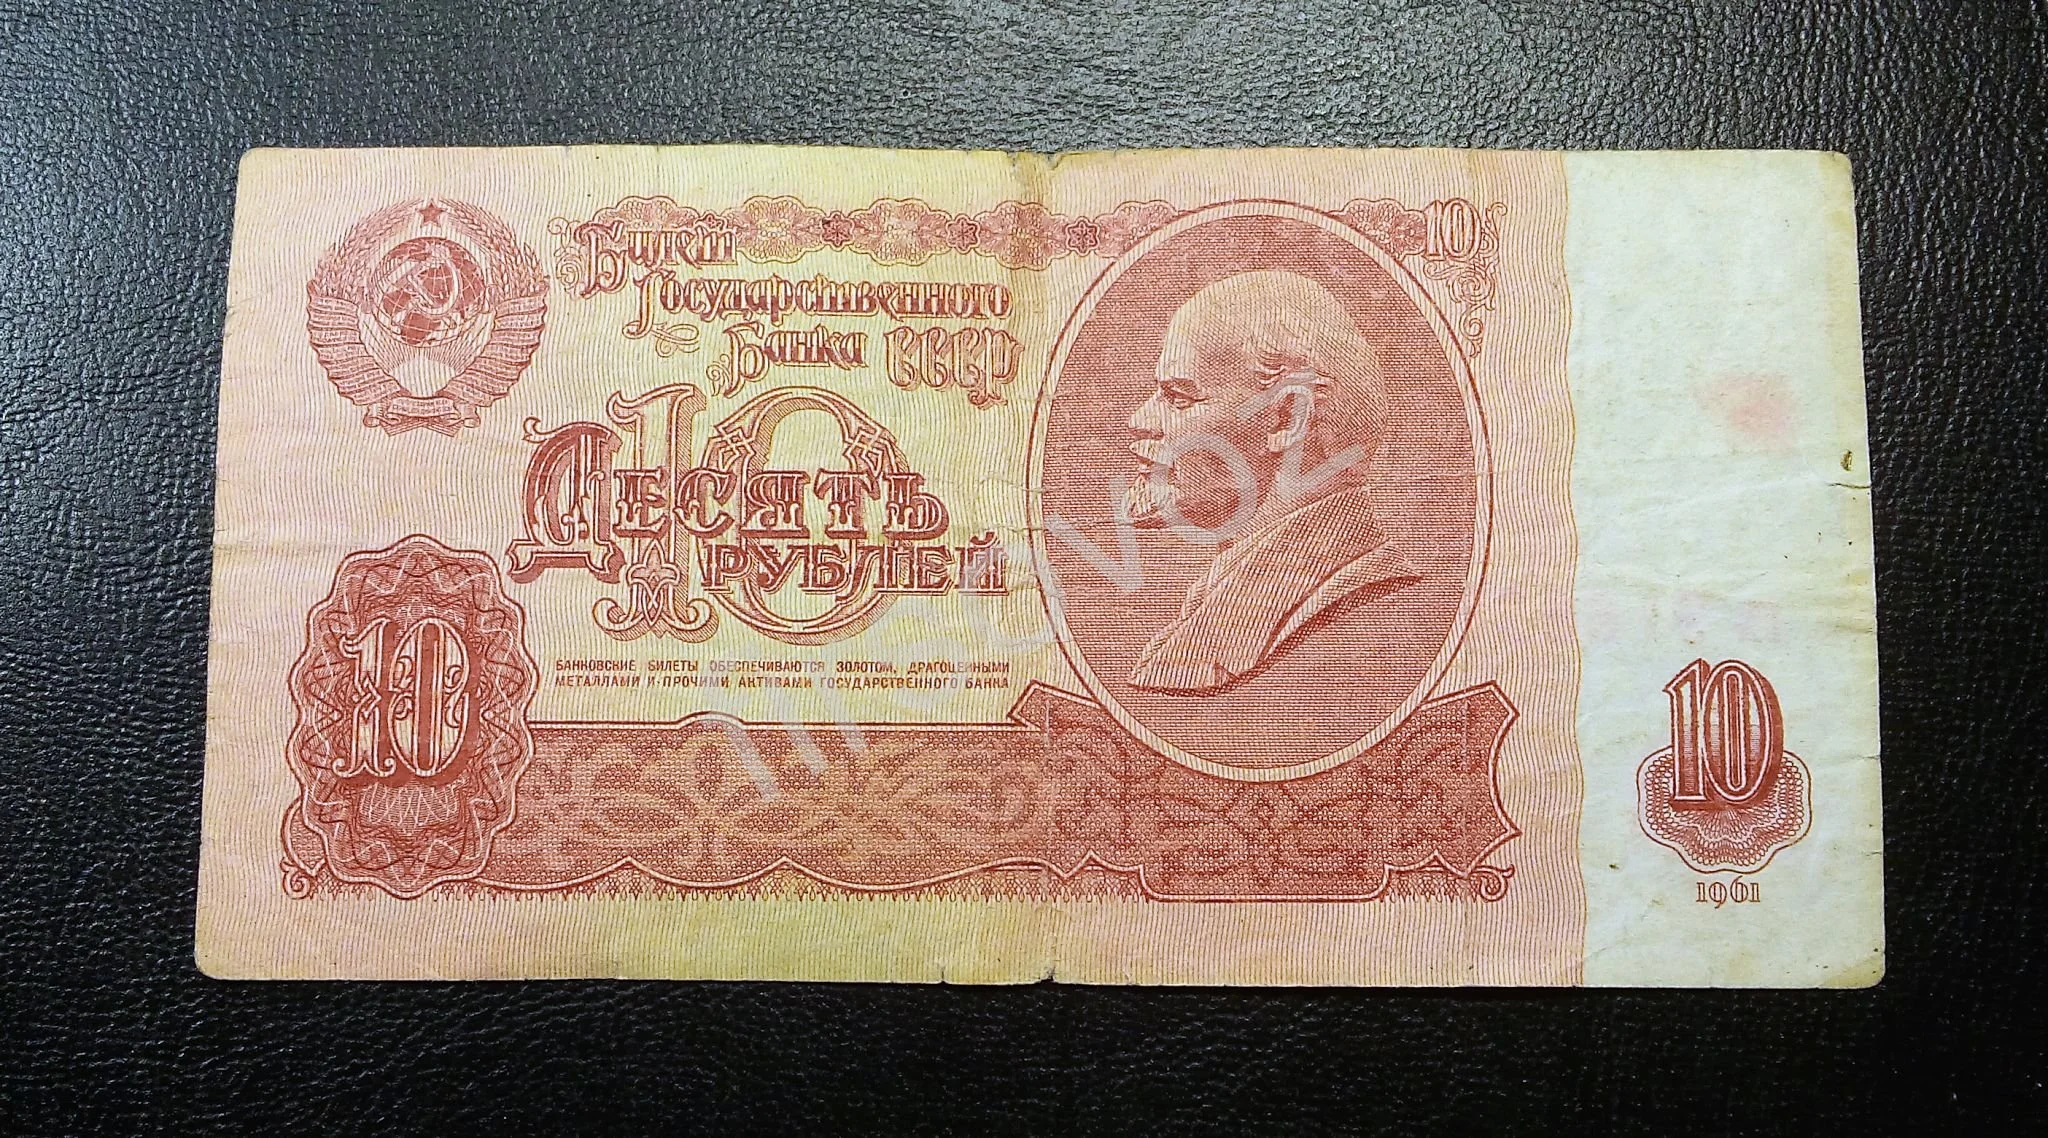 Билет
10
Государственного
Банка СССР
10
Десять
рублей
БАНКОВСКИЕ БИЛЕТЫ ОБЕСПЕЧИВАЮТСЯ ЗОЛОТОМ, ДРАГОЦЕННЫМИ
МЕТАЛЛАМИ И ПРОЧИМИ АКТИВАМИ ГОСУДАРСТВЕННОГО БАНКА
10
10
1961